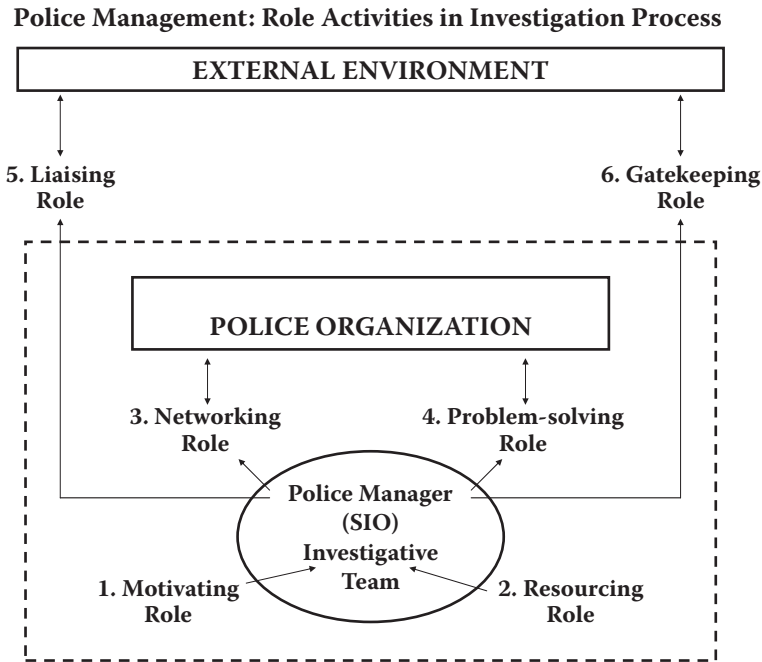 Police Management: Role Activities in Investigation Process
EXTERNAL ENVIRONMENT
5. Liaising
Role
6. Gatekeeping
Role
POLICE ORGANIZATION
3. Networking
Role
4. Problem-solving
Role
Police Manager
(SIO)
Investigative
Team
1. Motivating
Role
2. Resourcing
Role